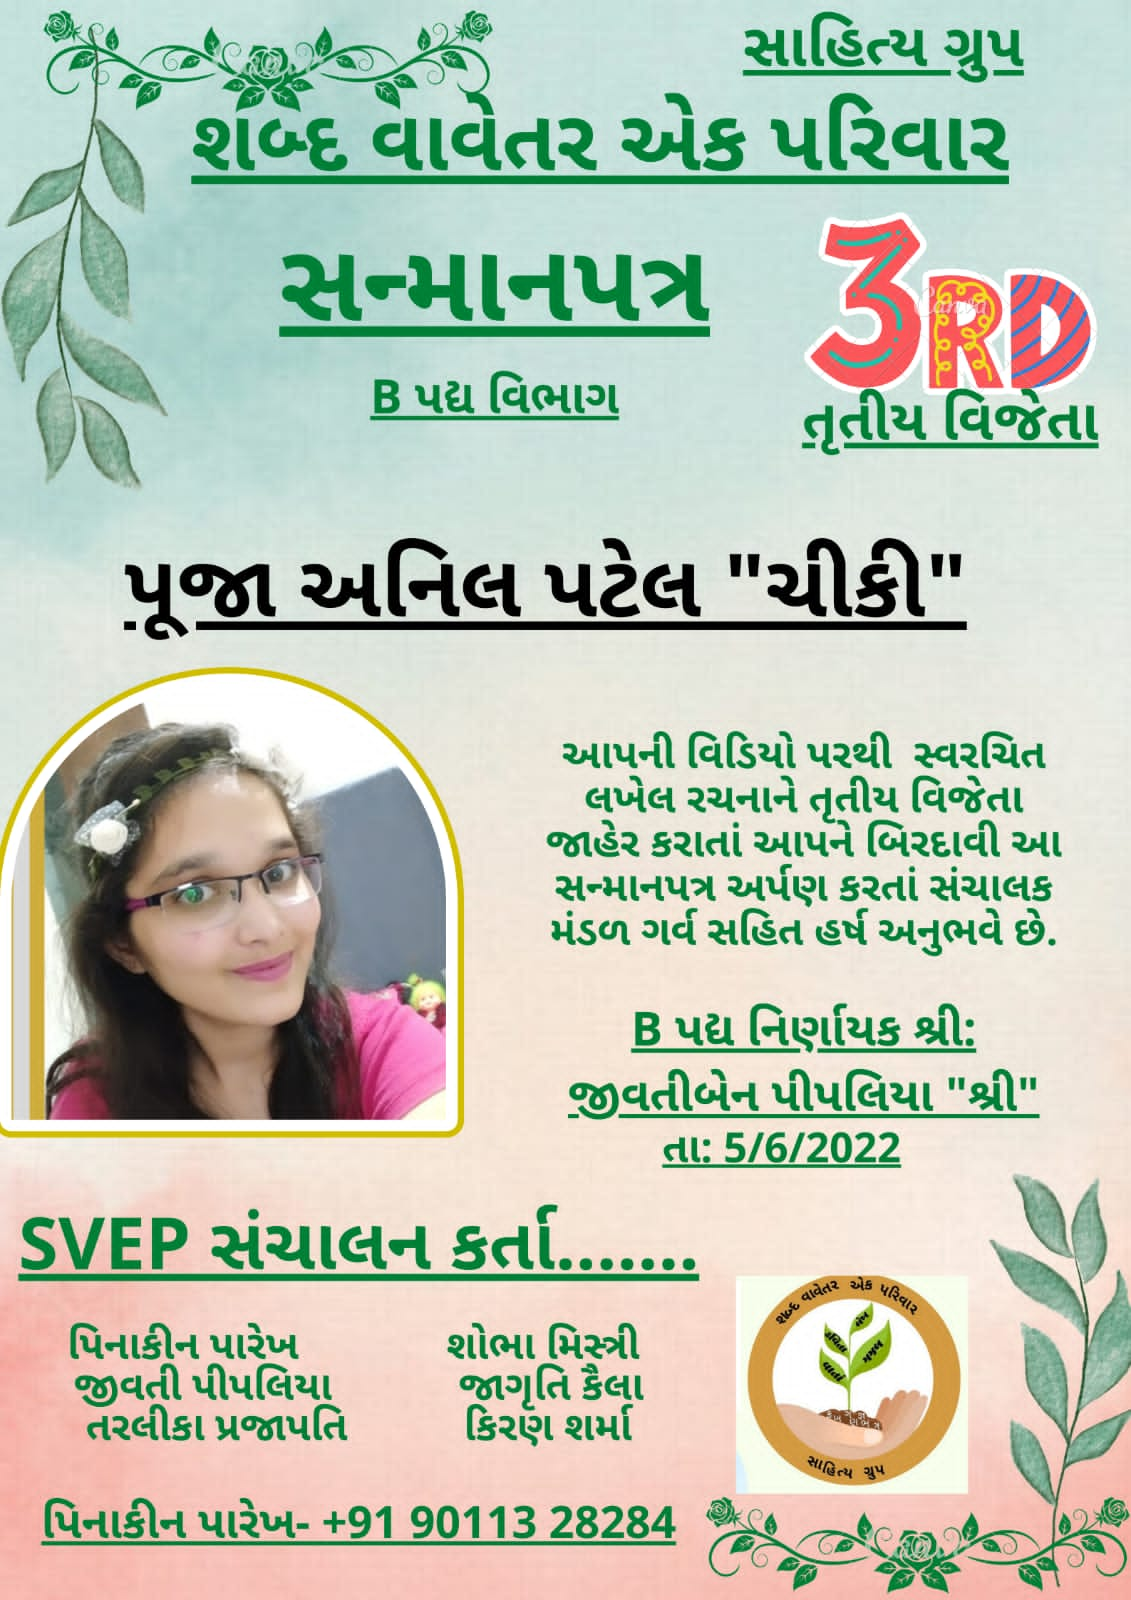 સાહિત્ય ગ્રુપ
શબ્દ વાવેતર એક પરિવાર
સન્માનપત્ર
3RD
Canva
B પદ્ય વિભાગ
તૃતીય વિજેતા
પૂજા અનિલ પટેલ "ચીકી"
આપની વિડિયો પરથી સ્વરચિત
લખેલ રચનાને તૃતીય વિજેતા
જાહેર કરાતાં આપને બિરદાવી આ
સન્માનપત્ર અર્પણ કરતાં સંચાલક
મંડળ ગર્વ સહિત હર્ષ અનુભવે છે.
B પદ્ય નિર્ણાયક શ્રી:
જીવતીબેન પીપલિયા "શ્રી"
તા: 5/6/2022
SVEP સંચાલન કર્તા.......
પિનાકીન પારેખ
જીવતી પીપલિયા
તરલીકા પ્રજાપતિ
શોભા મિસ્ત્રી
જાગૃતિ કૈલા
કિરણ શર્મા
શબ્દ વાવેતર એક પરિવાર
સાહિત્ય ગ્રુપ
પિનાકીન પારેખ- +91 90113 28284